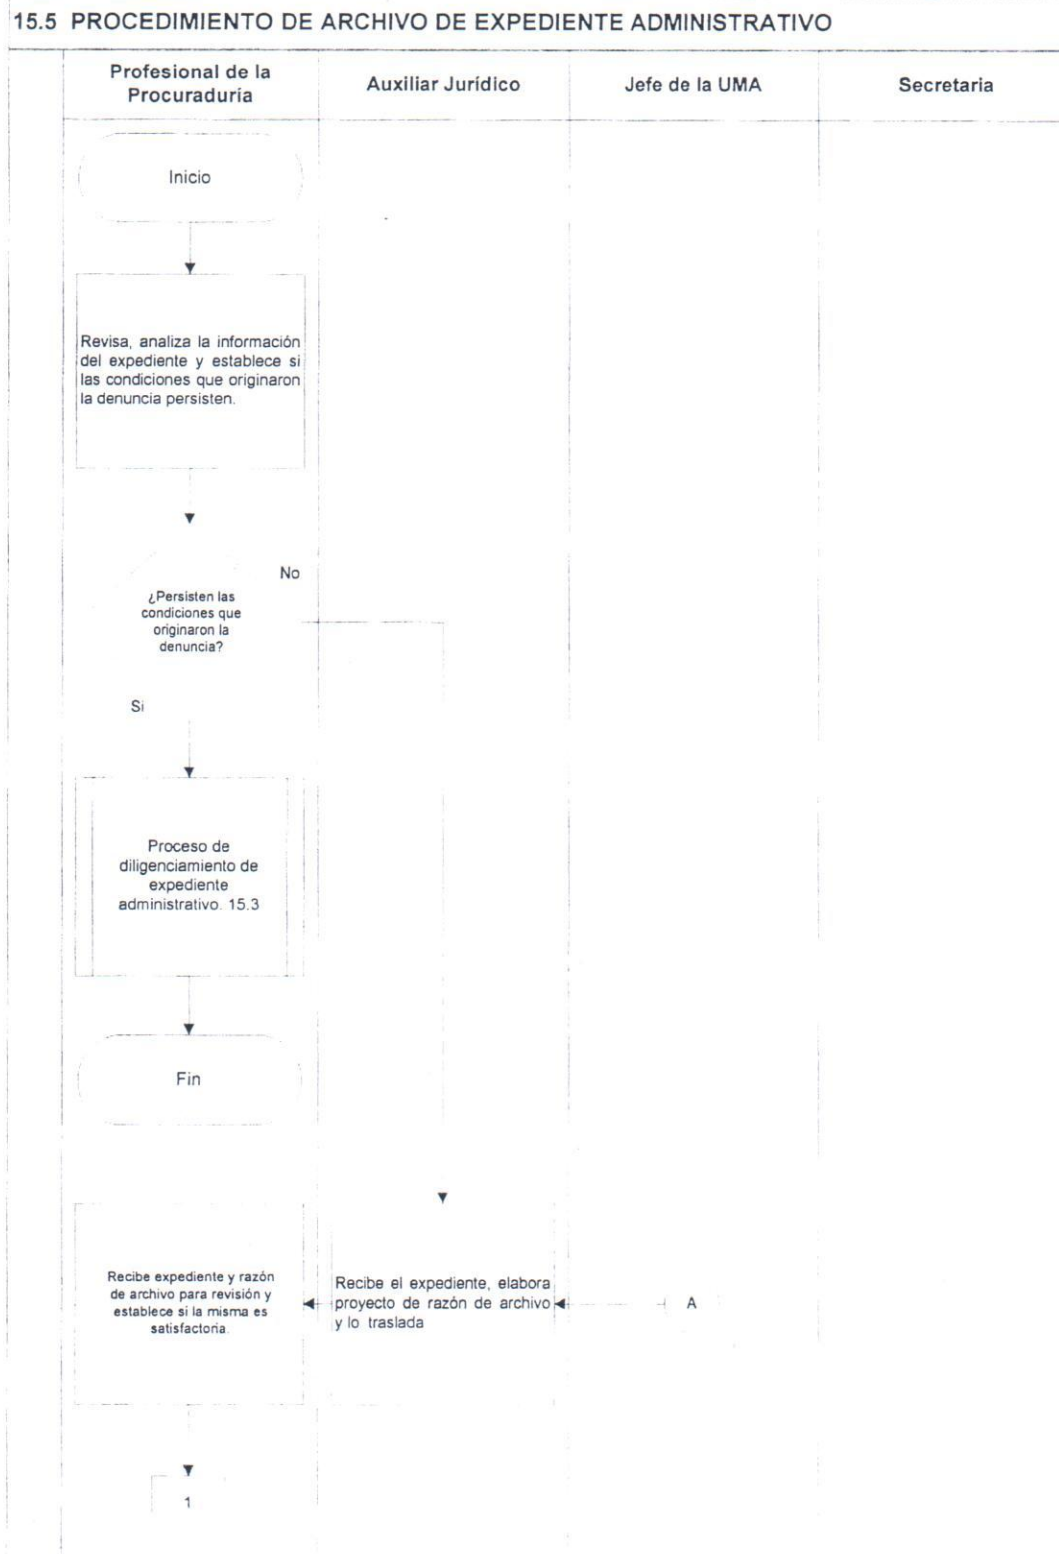 15.5 PROCEDIMIENTO DE ARCHIVO DE EXPEDIENTE ADMINISTRATIVO
Profesional de la
Procuraduría
Auxiliar Jurídico
Jefe de la UMA
Secretaria
Inicio
Revisa, analiza la información
del expediente y establece si
las condiciones que originaron
la denuncia persisten.
No
¿Persisten las
condiciones que
originaron la
denuncia?
Si
Proceso de
diligenciamiento de
expediente
administrativo. 15.3
Fin
Recibe expediente y razón
de archivo para revisión y
establece si la misma es
satisfactoria.
Recibe el expediente, elabora
proyecto de razón de archivo
y lo traslada
A
1